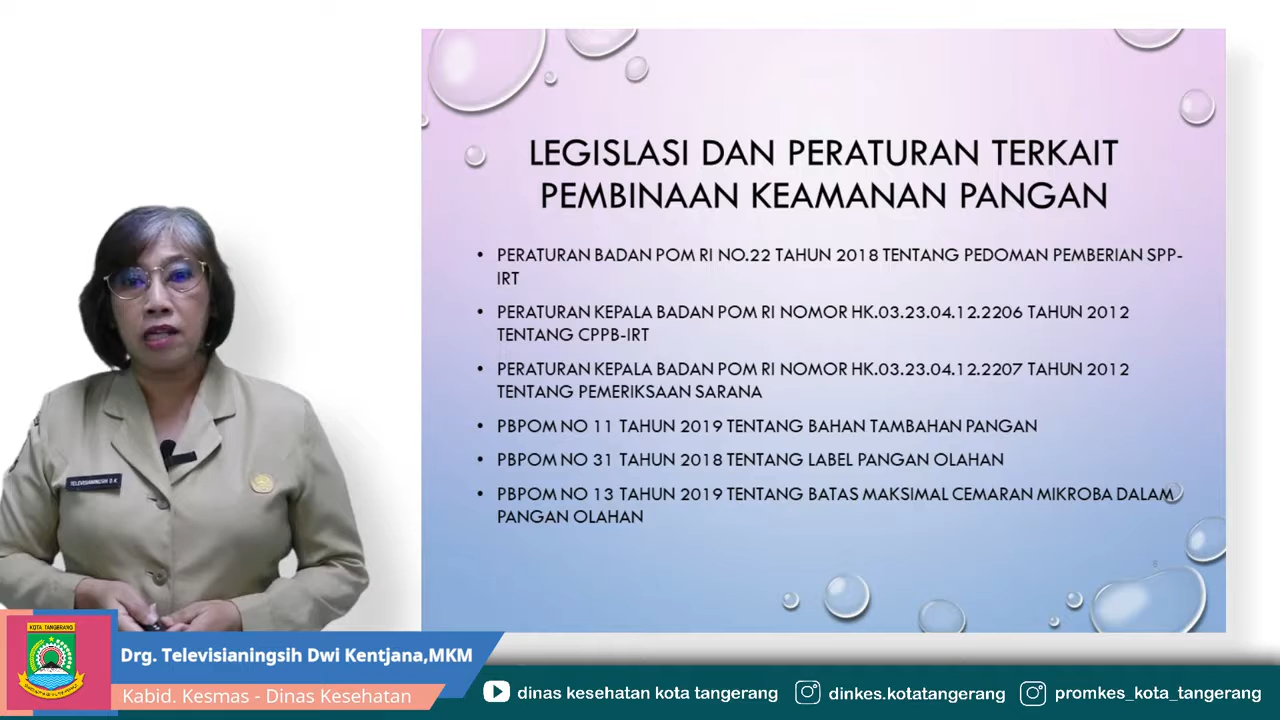 LEGISLASI DAN PERATURAN TERKAIT
PEMBINAAN KEAMANAN PANGAN
• PERATURAN BADAN POM RI NO.22 TAHUN 2018 TENTANG PEDOMAN PEMBERIAN SPP-
IRT
• PERATURAN KEPALA BADAN POM RI NOMOR HK.03.23.04.12.2206 TAHUN 2012
TENTANG CPPB-IRT
• PERATURAN KEPALA BADAN POM RI NOMOR HK.03.23.04.12.2207 TAHUN 2012
TENTANG PEMERIKSAAN SARANA
• PBPOM NO 11 TAHUN 2019 TENTANG BAHAN TAMBAHAN PANGAN
• PBPOM NO 31 TAHUN 2018 TENTANG LABEL PANGAN OLAHAN
• PBPOM NO 13 TAHUN 2019 TENTANG BATAS MAKSIMAL CEMARAN MIKROBA DALAM
PANGAN OLAHAN
TELEVISIANINGSIH D.K.
KOTA TANGERANG
Drg. Televisianingsih Dwi Kentjana,MKM
Kabid. Kesmas - Dinas Kesehatan
dinas kesehatan kota tangerang
dinkes.kotatangerang
promkes_kota_tangerang